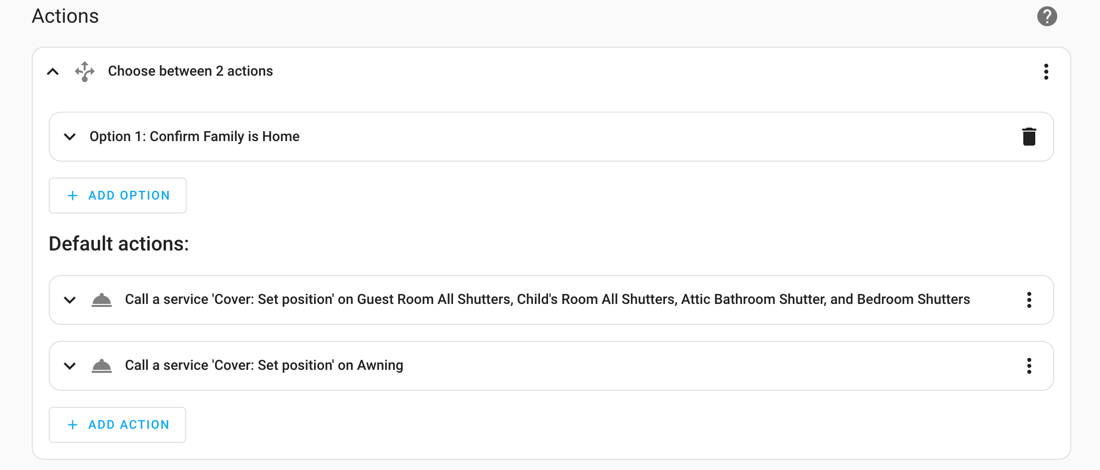 Actions
?
Choose between 2 actions
Option 1: Confirm Family is Home
+ ADD OPTION
Default actions:
Call a service 'Cover: Set position' on Guest Room All Shutters, Child's Room All Shutters, Attic Bathroom Shutter, and Bedroom Shutters
Call a service 'Cover: Set position' on Awning
+ ADD ACTION